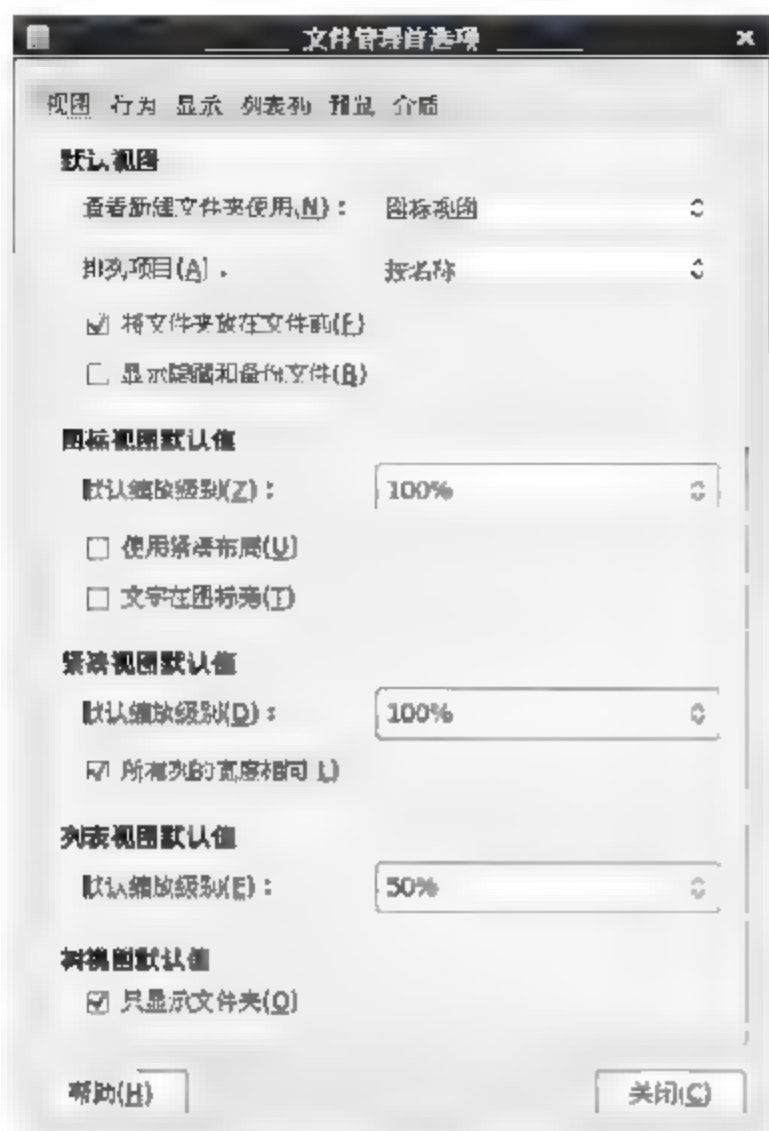 文件管理首选项
视图 行为 显示 列表列 预览 介质
默认视图
查看新建文件夹使用(N)： 图标视图
排列项目(A)： 按名称
将文件夹放在文件前(F)
显示隐藏和备份文件(B)
图标视图默认值
默认缩放级别(Z)： 100%
使用紧凑布局(U)
文字在图标旁(T)
紧凑视图默认值
默认缩放级别(D)： 100%
所有列的宽度相同(L)
列表视图默认值
默认缩放级别(E)： 50%
树视图默认值
只显示文件夹(O)
帮助(H) 关闭(C)